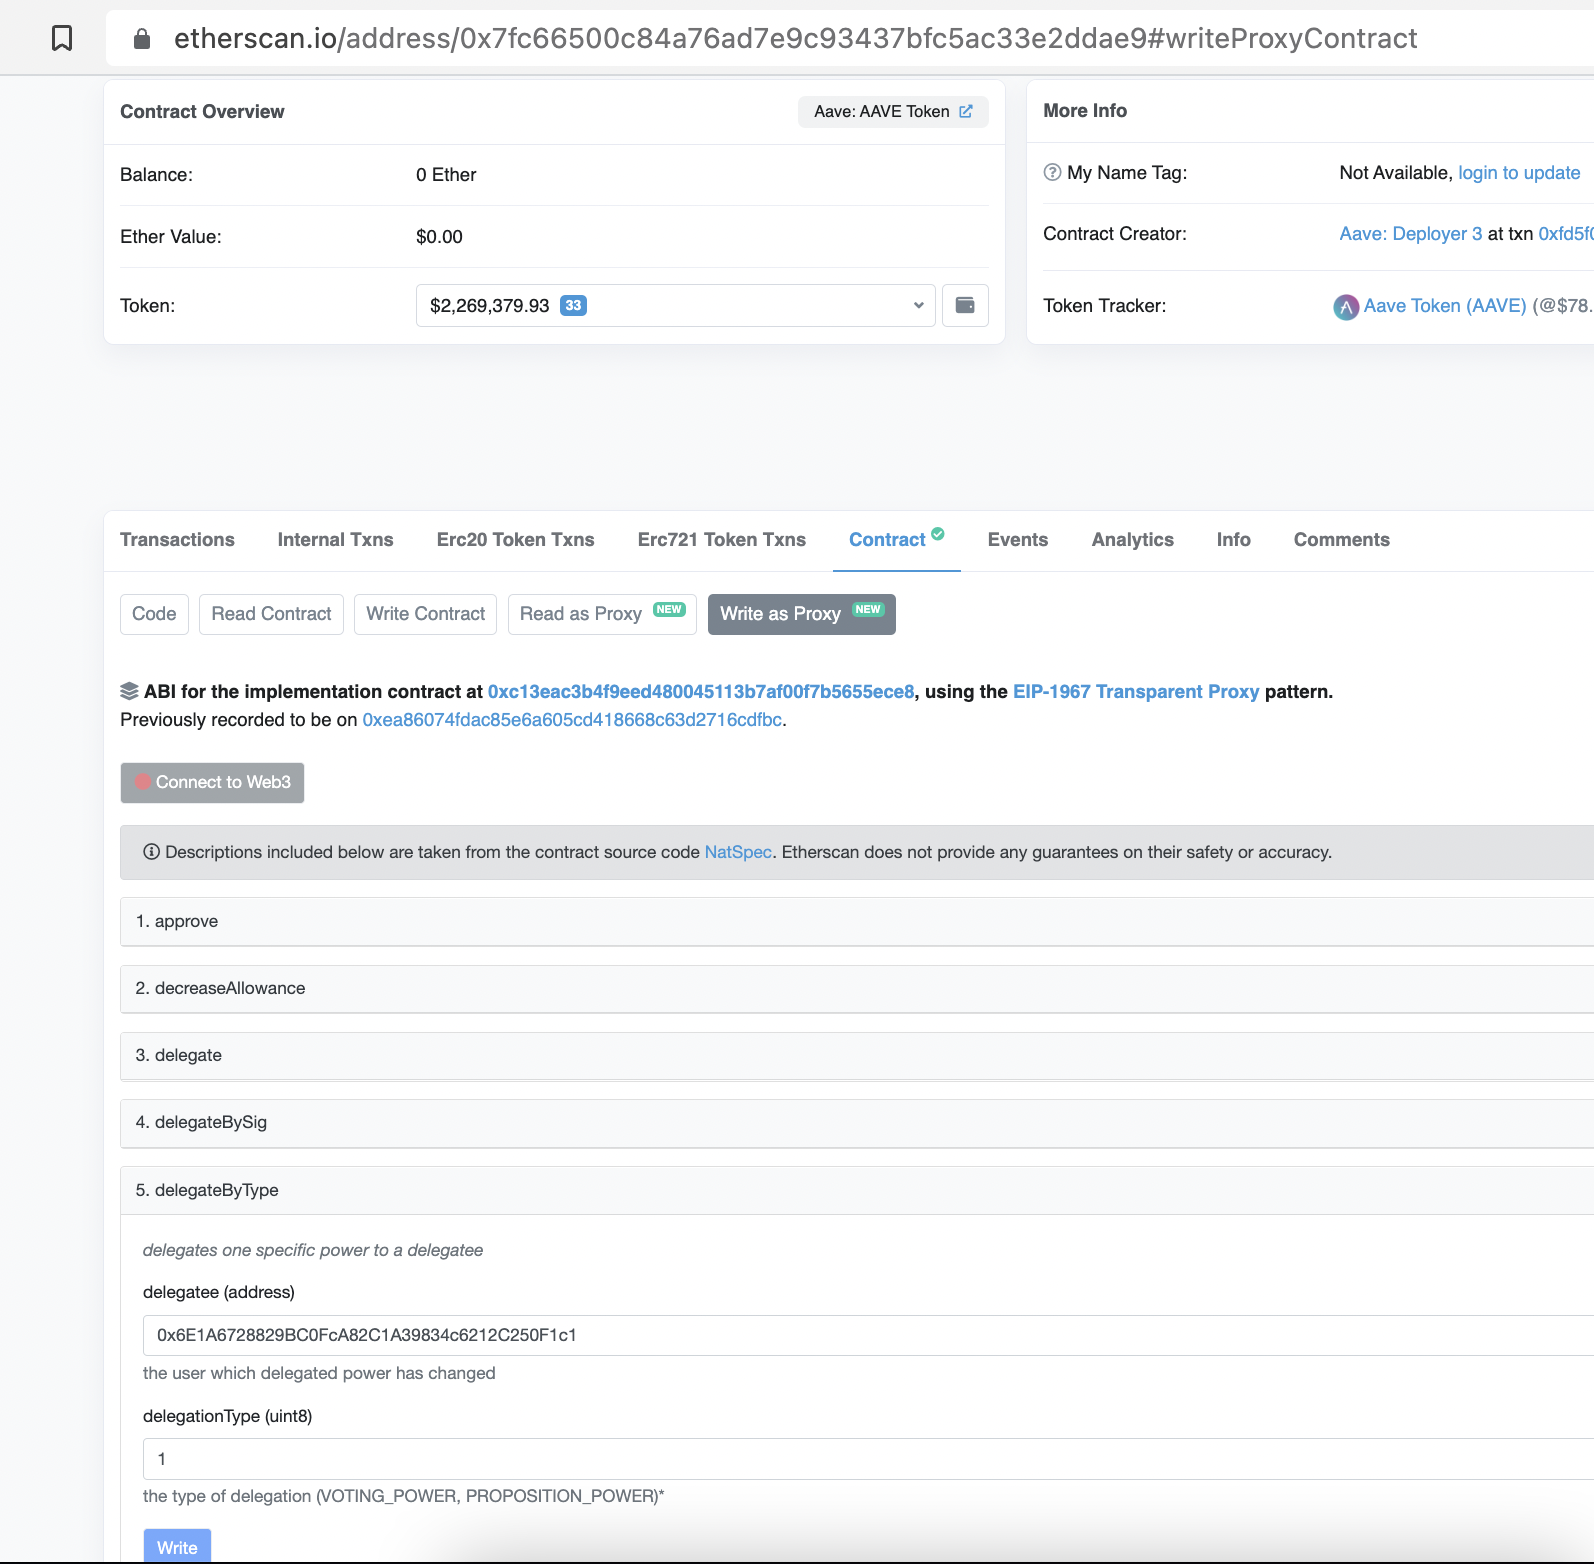 etherscan.io/address/0x7fc66500c84a76ad7e9c93437bfc5ac33e2ddae9#writeProxyContract
Contract Overview
Aave: AAVE Token
Balance:
0 Ether
Ether Value:
$0.00
Token:
$2,269,379.93 33
More Info
My Name Tag:
Not Available, login to update
Contract Creator:
Aave: Deployer 3 at txn 0xfd5f0
Token Tracker:
Aave Token (AAVE) (@$78.
Transactions Internal Txns Erc20 Token Txns Erc721 Token Txns Contract Events Analytics Info Comments
Code Read Contract Write Contract Read as Proxy NEW Write as Proxy NEW
ABI for the implementation contract at 0xc13eac3b4f9eed480045113b7af00f7b5655ece8, using the EIP-1967 Transparent Proxy pattern.
Previously recorded to be on 0xea86074fdac85e6a605cd418668c63d2716cdfbc.
Connect to Web3
Descriptions included below are taken from the contract source code NatSpec. Etherscan does not provide any guarantees on their safety or accuracy.
1. approve
2. decreaseAllowance
3. delegate
4. delegateBySig
5. delegateByType
delegates one specific power to a delegatee
delegatee (address)
0x6E1A6728829BC0FcA82C1A39834c6212C250F1c1
the user which delegated power has changed
delegationType (uint8)
1
the type of delegation (VOTING_POWER, PROPOSITION_POWER)*
Write